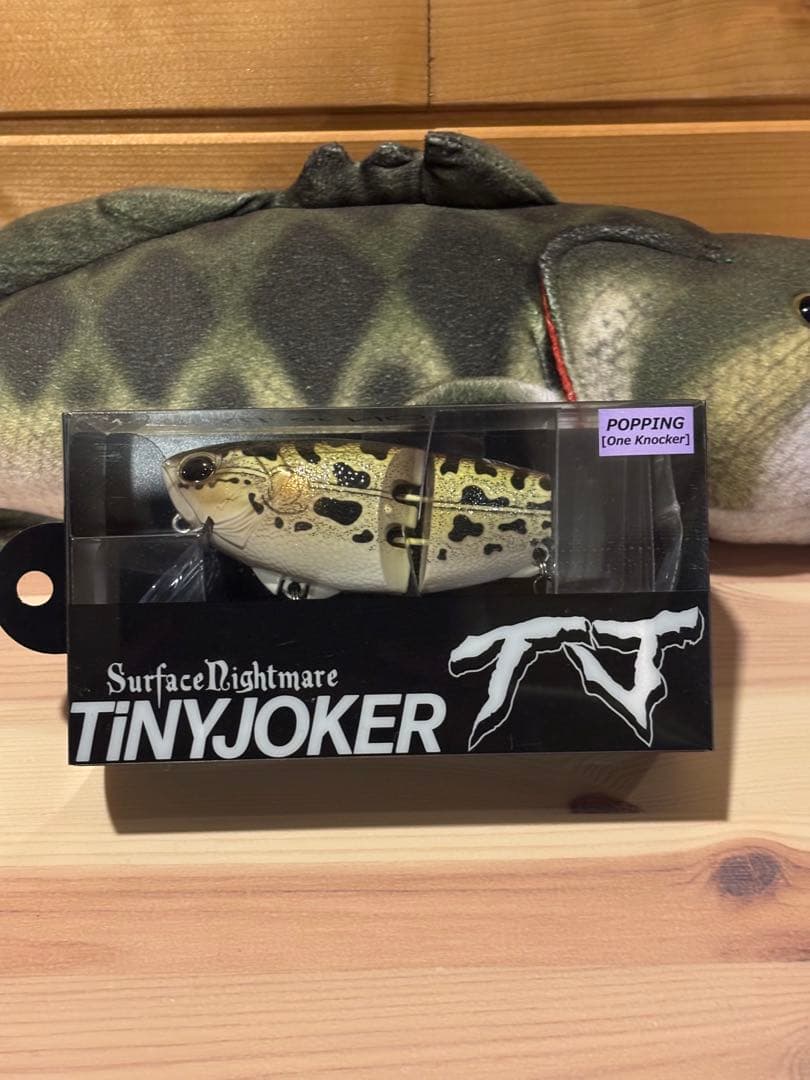 POPPING
[One Knocker]
TJ
SurfaceNightmare
TiNYJOKER